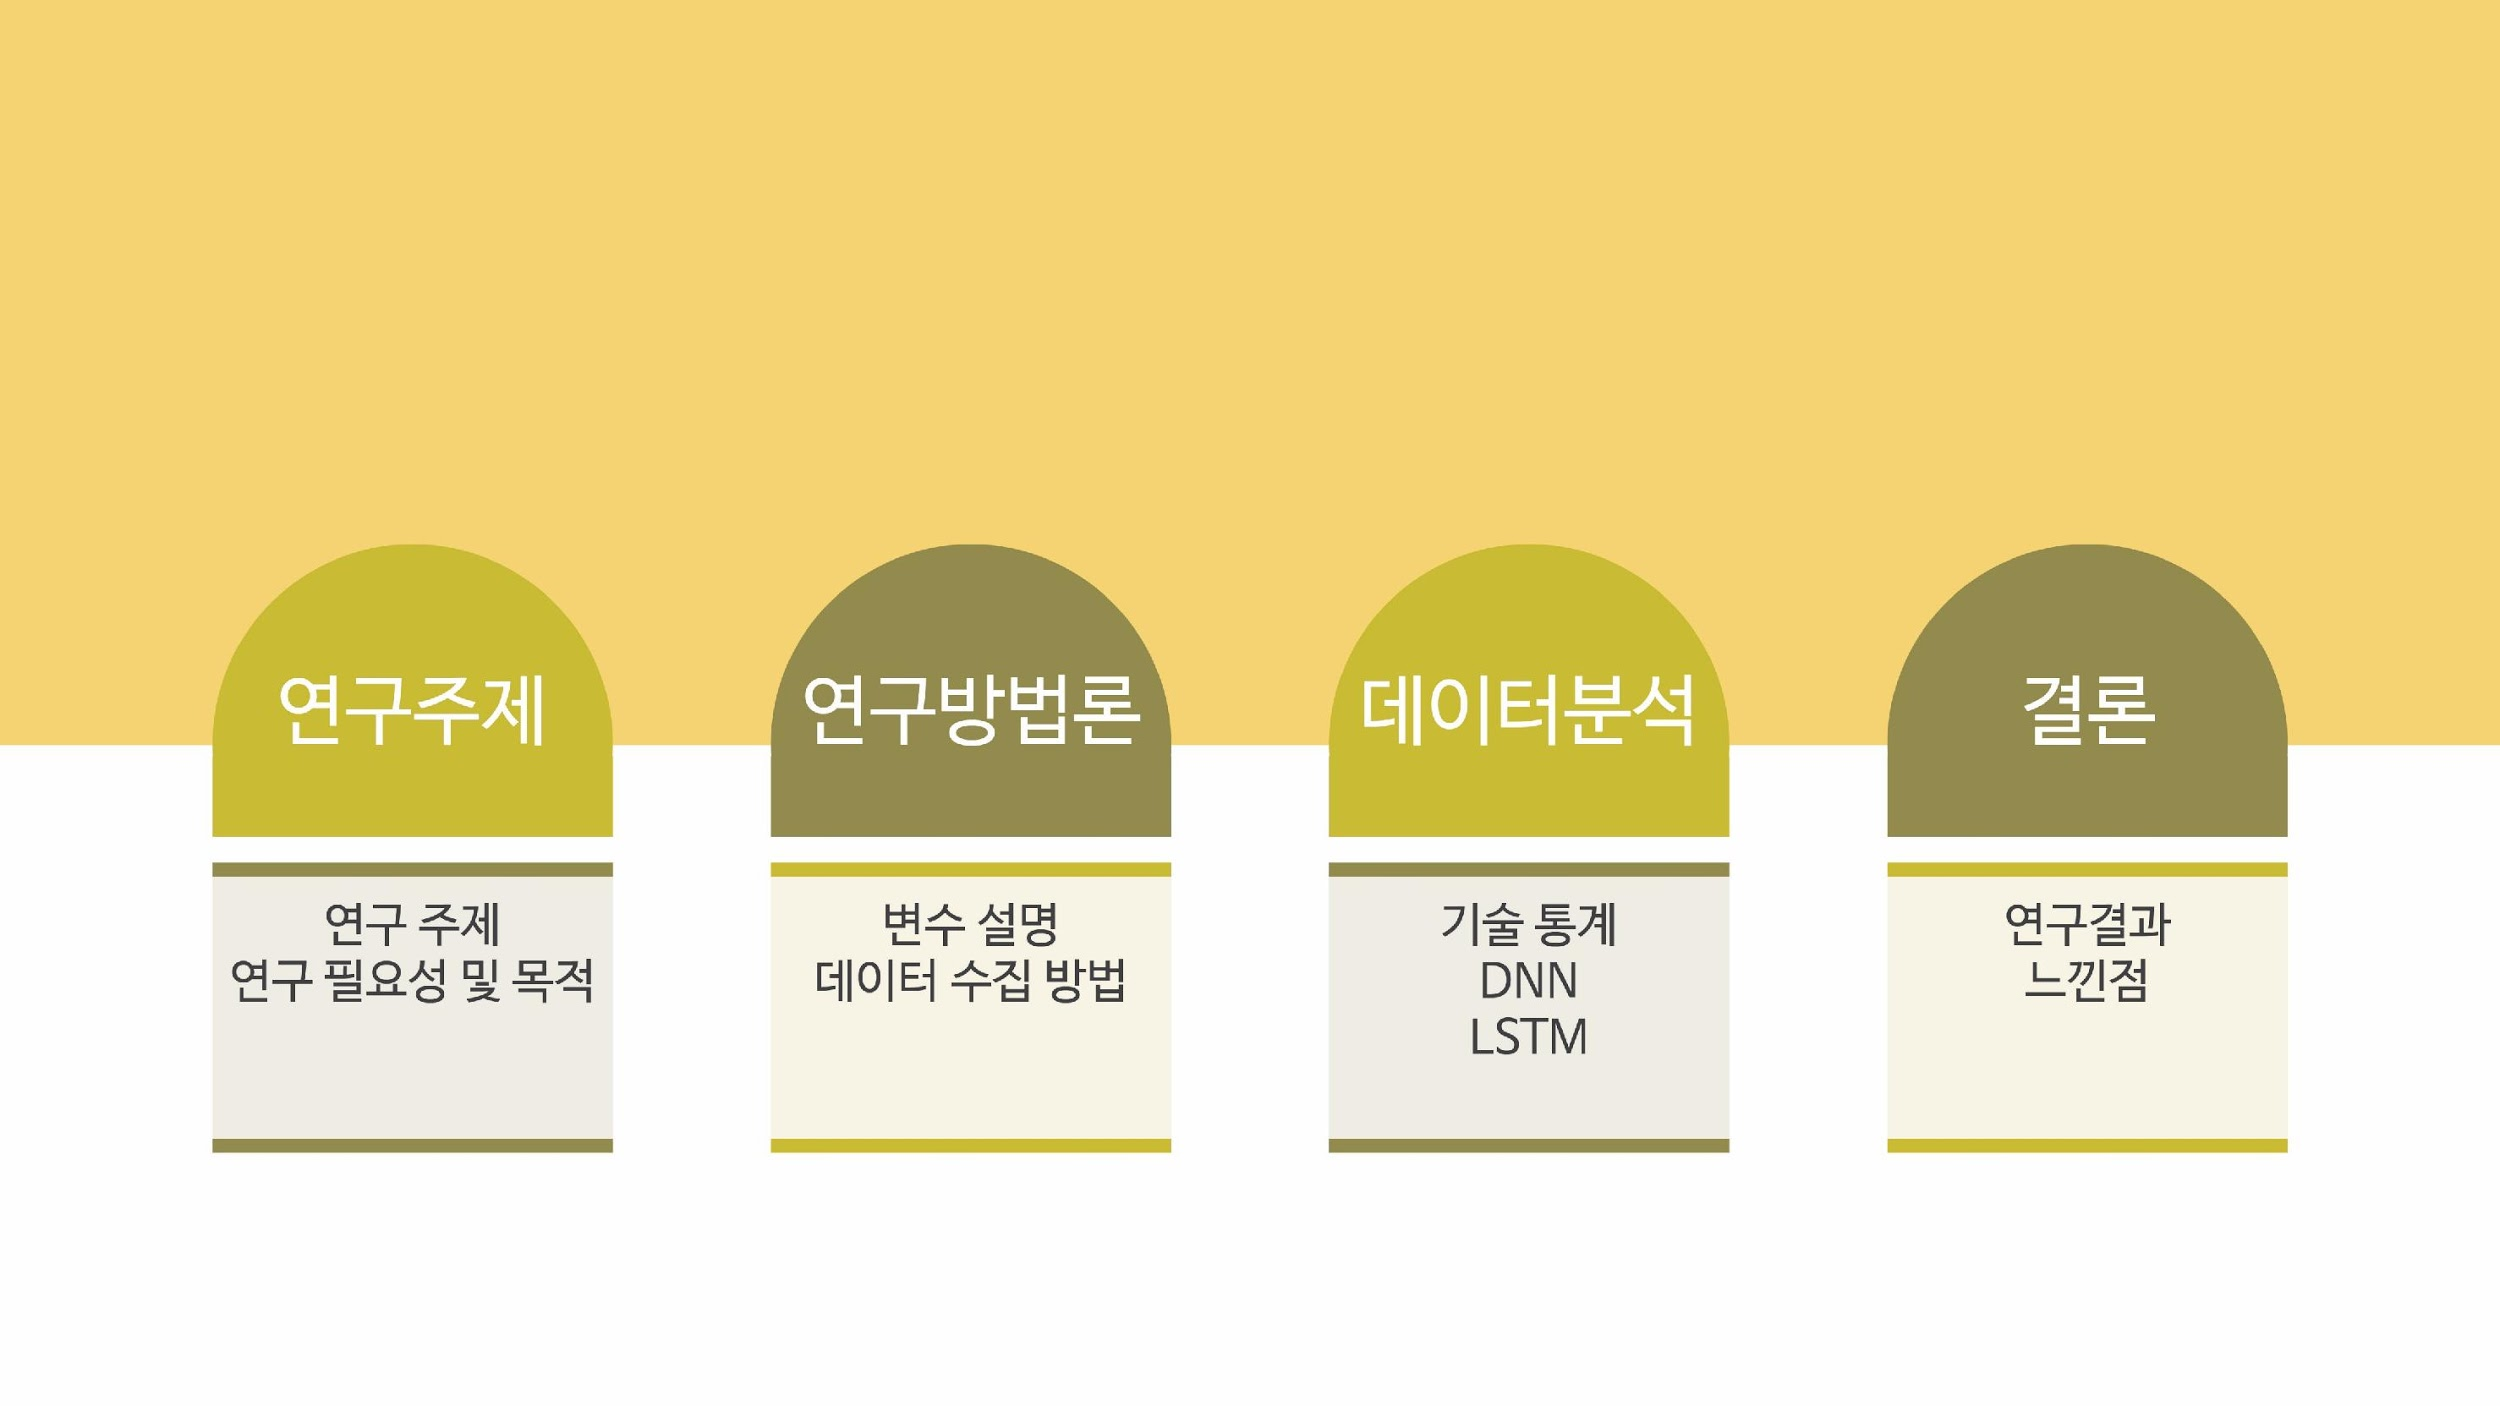 연구주제
연구 주제
연구 필요성 및 목적
연구방법론
변수 설명
데이터 수집 방법
데이터분석
기술통계
DNN
LSTM
결론
연구결과
느낀점